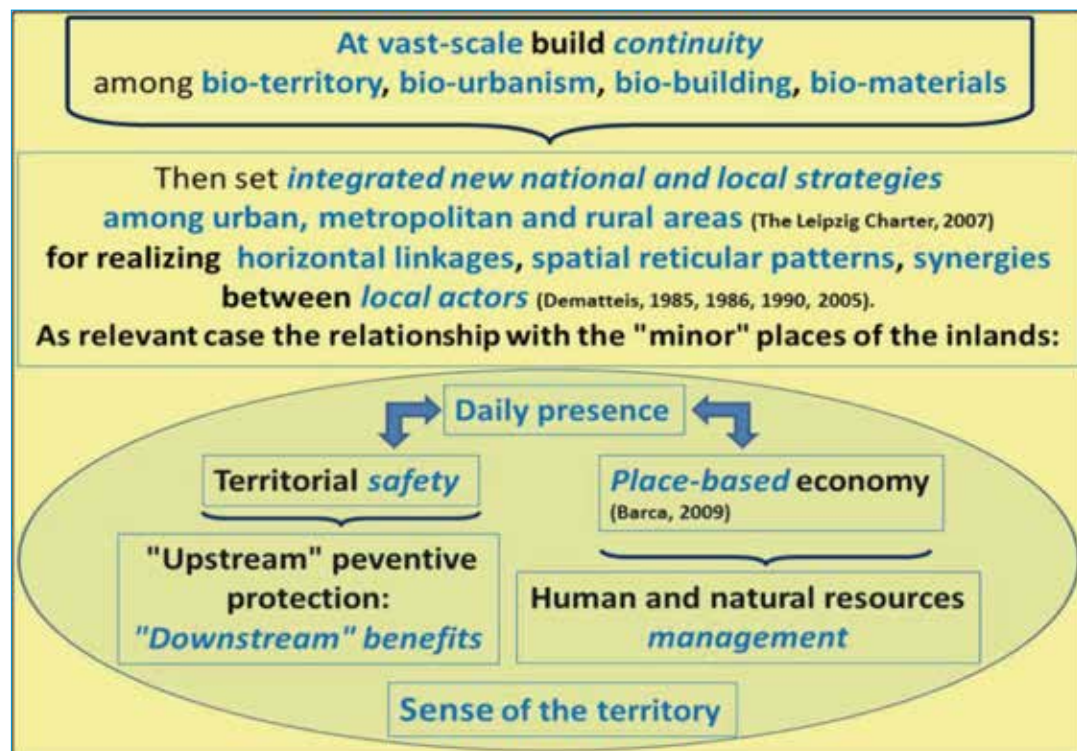 At vast-scale build continuity
among bio-territory, bio-urbanism, bio-building, bio-materials
Then set integrated new national and local strategies
among urban, metropolitan and rural areas (The Leipzig Charter, 2007)
for realizing horizontal linkages, spatial reticular patterns, synergies
between local actors (Dematteis, 1985, 1986, 1990, 2005).
As relevant case the relationship with the "minor" places of the inlands:
Daily presence
Territorial safety
"Upstream" peventive
protection:
"Downstream" benefits
Place-based economy
(Barca, 2009)
Human and natural resources
management
Sense of the territory